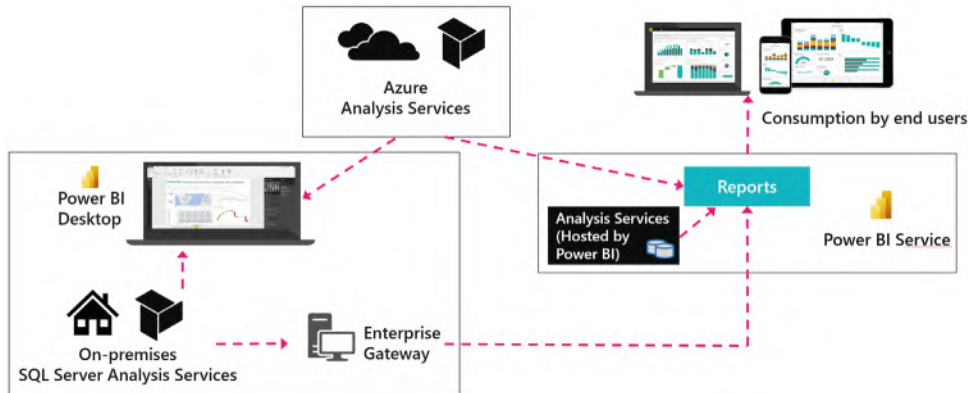 Azure
Analysis Services
Consumption by end users
Power BI
Desktop
Reports
Analysis Services
(Hosted by
Power BI)
Power BI Service
On-premises
SQL Server Analysis Services
Enterprise
Gateway